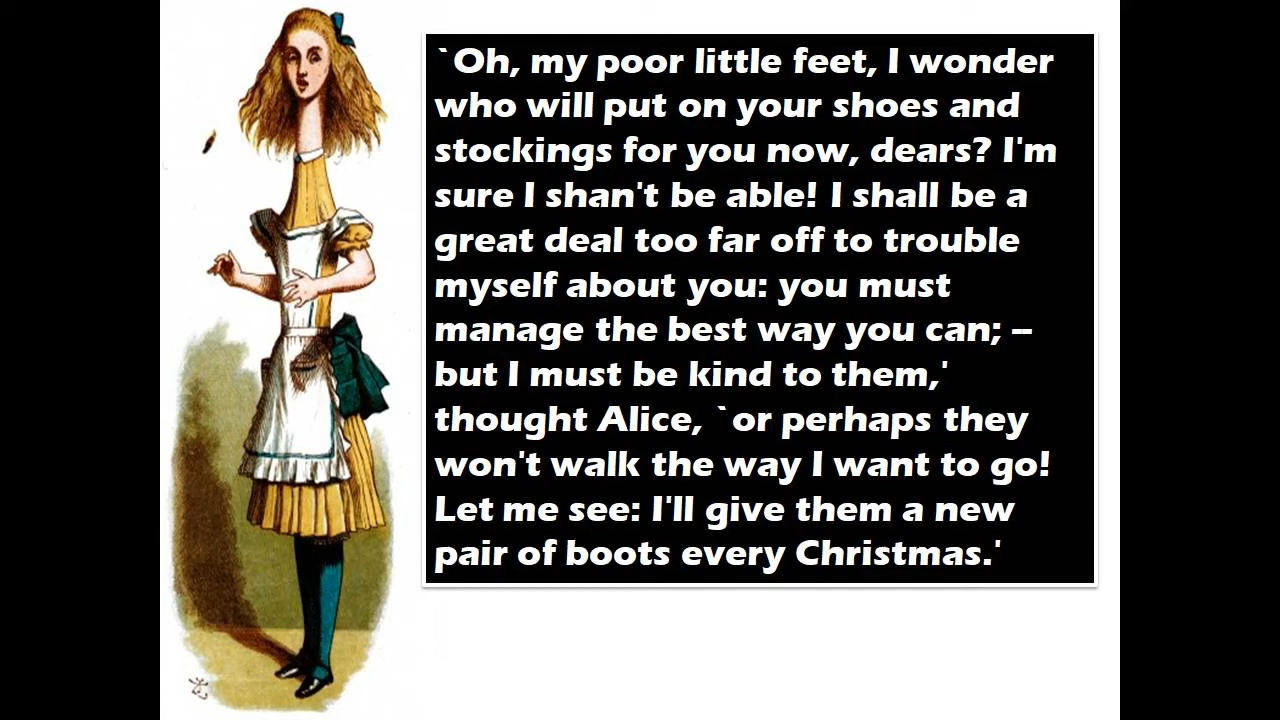 `Oh, my poor little feet, I wonder
who will put on your shoes and
stockings for you now, dears? I'm
sure I shan't be able! I shall be a
great deal too far off to trouble
myself about you: you must
manage the best way you can; –
but I must be kind to them,'
thought Alice, `or perhaps they
won't walk the way I want to go!
Let me see: I'll give them a new
pair of boots every Christmas.'